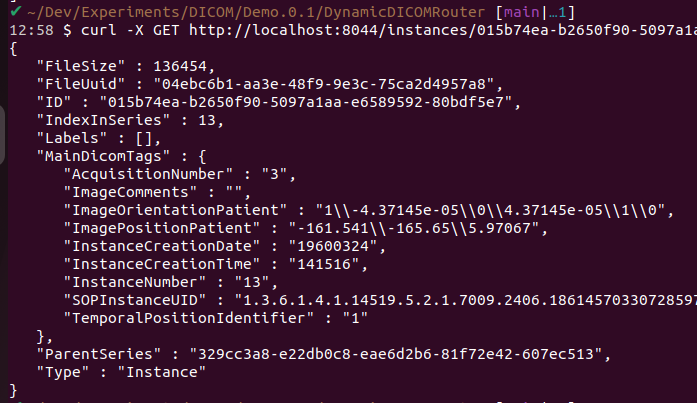 ✔ ~/Dev/Experiments/DICOM/Demo.0.1/DynamicDICOMRouter [main|…1]
12:58 $ curl -X GET http://localhost:8044/instances/015b74ea-b2650f90-5097a1a
{
   "FileSize" : 136454,
   "FileUuid" : "04ebc6b1-aa3e-48f9-9e3c-75ca2d4957a8",
   "ID" : "015b74ea-b2650f90-5097a1aa-e6589592-80bdf5e7",
   "IndexInSeries" : 13,
   "Labels" : [],
   "MainDicomTags" : {
      "AcquisitionNumber" : "3",
      "ImageComments" : "",
      "ImageOrientationPatient" : "1\\-4.37145e-05\\0\\4.37145e-05\\1\\0",
      "ImagePositionPatient" : "-161.541\\-165.65\\5.97067",
      "InstanceCreationDate" : "19600324",
      "InstanceCreationTime" : "141516",
      "InstanceNumber" : "13",
      "SOPInstanceUID" : "1.3.6.1.4.1.14519.5.2.1.7009.2406.18614570330728597
      "TemporalPositionIdentifier" : "1"
   },
   "ParentSeries" : "329cc3a8-e22db0c8-eae6d2b6-81f72e42-607ec513",
   "Type" : "Instance"
}